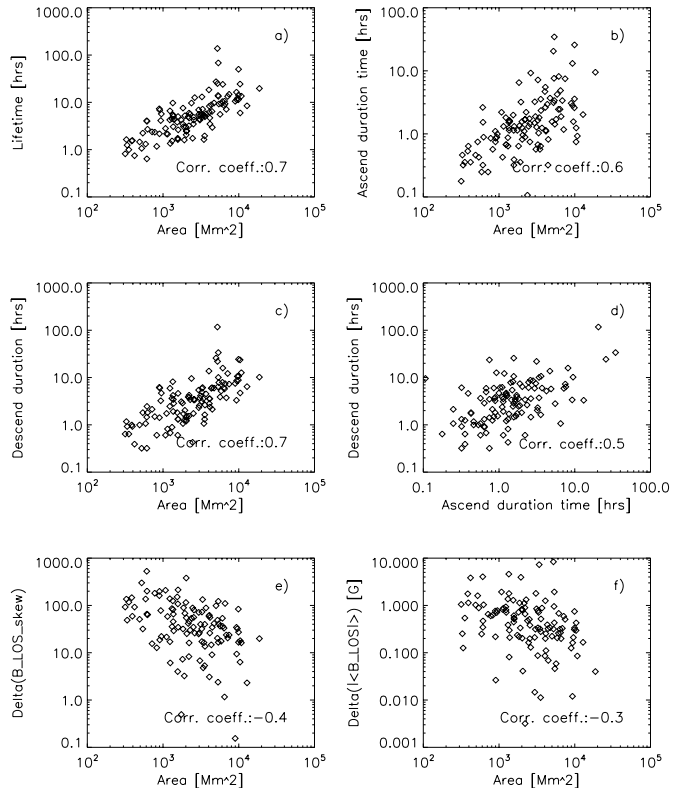 1000.0
100.0
10.0
1.0
0.1
Lifetime [hrs]
a)
Corr. coeff.:0.7
10^2 10^3 10^4 10^5
Area [Mm^2]
100.0
10.0
1.0
0.1
Ascend duration time [hrs]
b)
Corr. coeff.:0.6
10^2 10^3 10^4 10^5
Area [Mm^2]
1000.0
100.0
10.0
1.0
0.1
Descend duration [hrs]
c)
Corr. coeff.:0.7
10^2 10^3 10^4 10^5
Area [Mm^2]
1000.0
100.0
10.0
1.0
0.1
Descend duration [hrs]
d)
Corr. coeff.:0.5
0.1 1.0 10.0 100.0
Ascend duration time [hrs]
1000.0
100.0
10.0
1.0
0.1
Delta(B_LOS_skew)
e)
Corr. coeff.:−0.4
10^2 10^3 10^4 10^5
Area [Mm^2]
10.000
1.000
0.100
0.010
0.001
Delta(I<B_LOSI>) [G]
f)
Corr. coeff.:−0.3
10^2 10^3 10^4 10^5
Area [Mm^2]